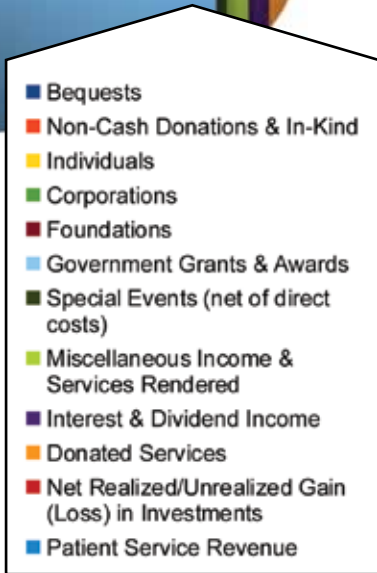 Bequests
Non-Cash Donations & In-Kind
Individuals
Corporations
Foundations
Government Grants & Awards
Special Events (net of direct
costs)
Miscellaneous Income &
Services Rendered
Interest & Dividend Income
Donated Services
Net Realized/Unrealized Gain
(Loss) in Investments
Patient Service Revenue